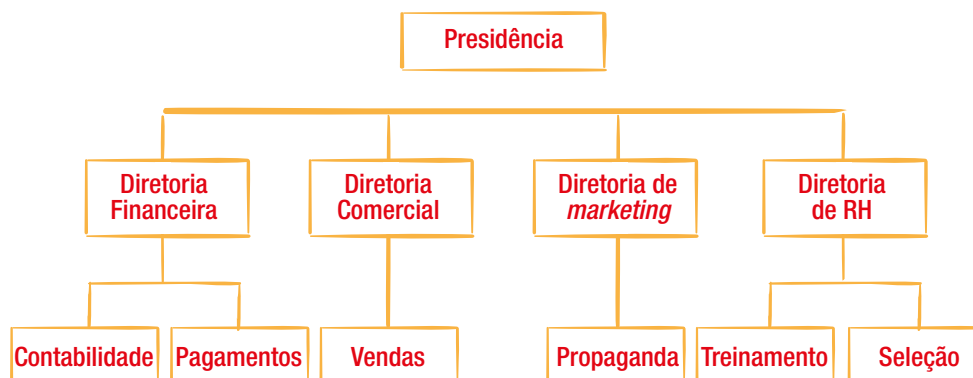 Presidência
Diretoria
Financeira
Diretoria
Comercial
Diretoria de
marketing
Diretoria
de RH
Contabilidade
Pagamentos
Vendas
Propaganda
Treinamento
Seleção